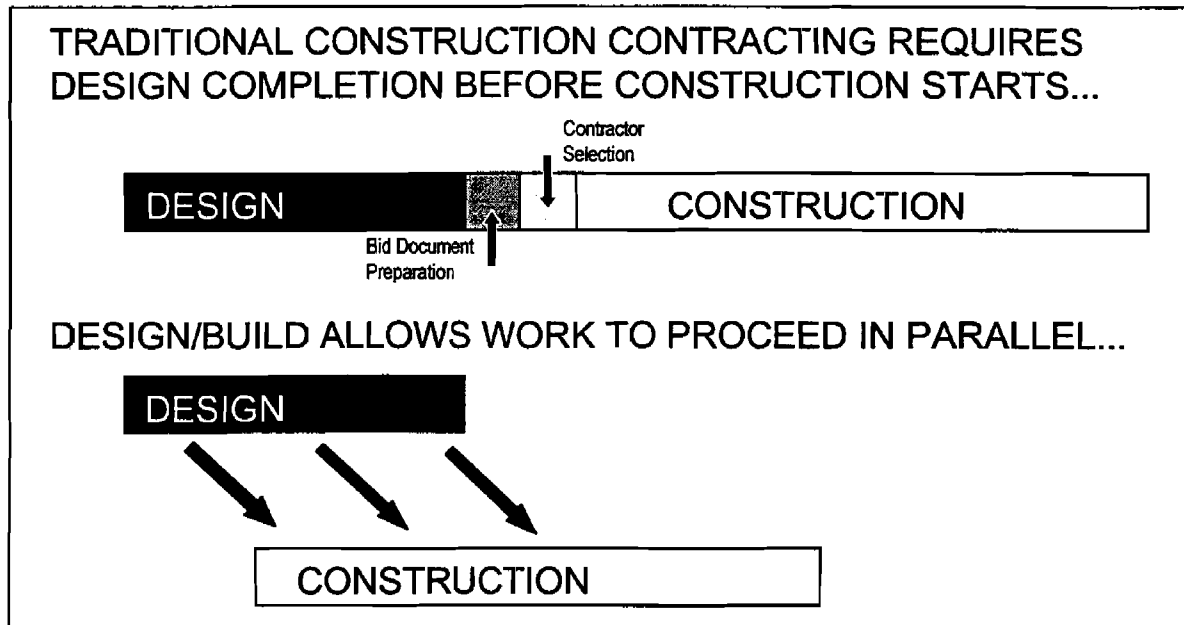 TRADITIONAL CONSTRUCTION CONTRACTING REQUIRES
DESIGN COMPLETION BEFORE CONSTRUCTION STARTS...
Contractor
Selection
DESIGN
CONSTRUCTION
Bid Document
Preparation
DESIGN/BUILD ALLOWS WORK TO PROCEED IN PARALLEL...
DESIGN
CONSTRUCTION